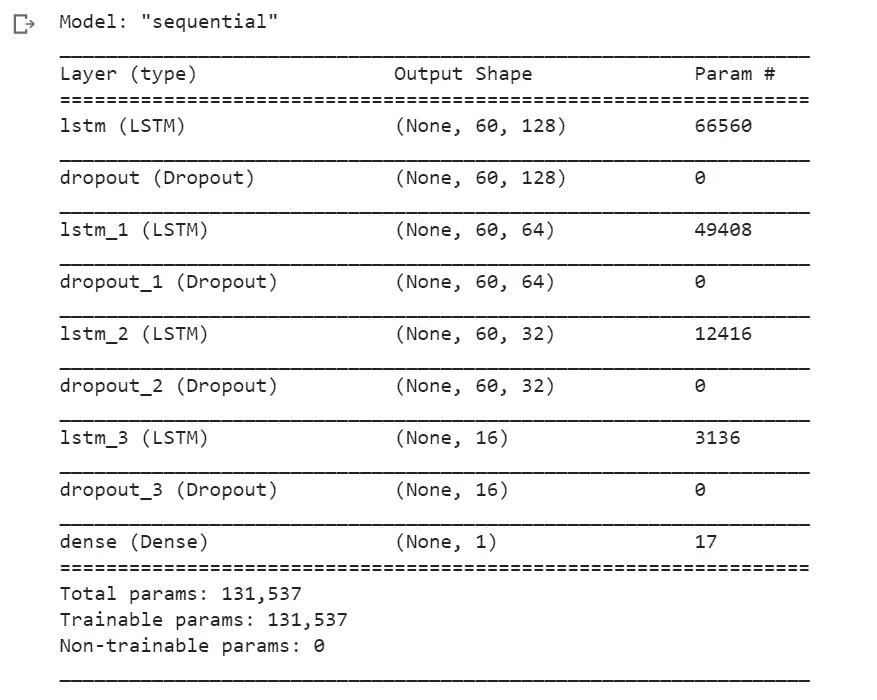 Model: "sequential"
Layer (type) Output Shape Param #
=================================================================
lstm (LSTM) (None, 60, 128) 66560
dropout (Dropout) (None, 60, 128) 0
lstm_1 (LSTM) (None, 60, 64) 49408
dropout_1 (Dropout) (None, 60, 64) 0
lstm_2 (LSTM) (None, 60, 32) 12416
dropout_2 (Dropout) (None, 60, 32) 0
lstm_3 (LSTM) (None, 16) 3136
dropout_3 (Dropout) (None, 16) 0
dense (Dense) (None, 1) 17
=================================================================
Total params: 131,537
Trainable params: 131,537
Non-trainable params: 0